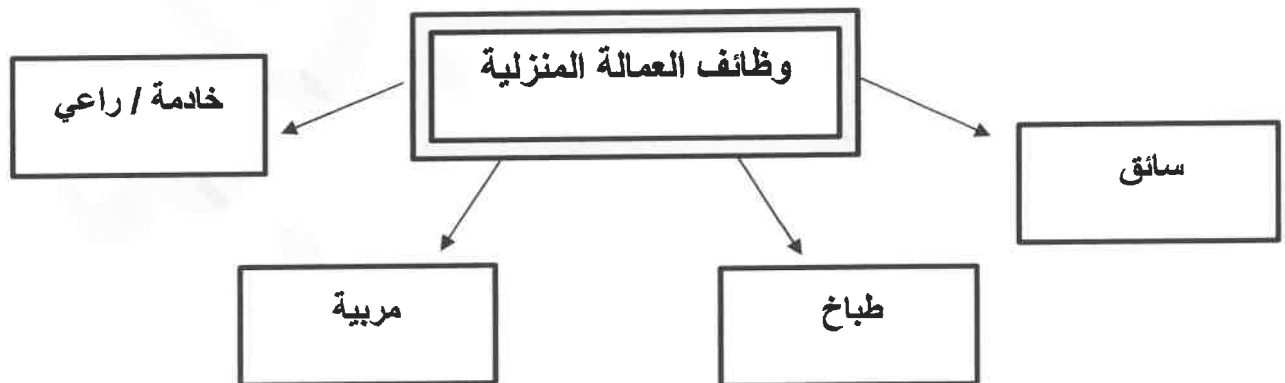 وظائف العمالة المنزلية
خادمة / راعي
سائق
مربية
طباخ